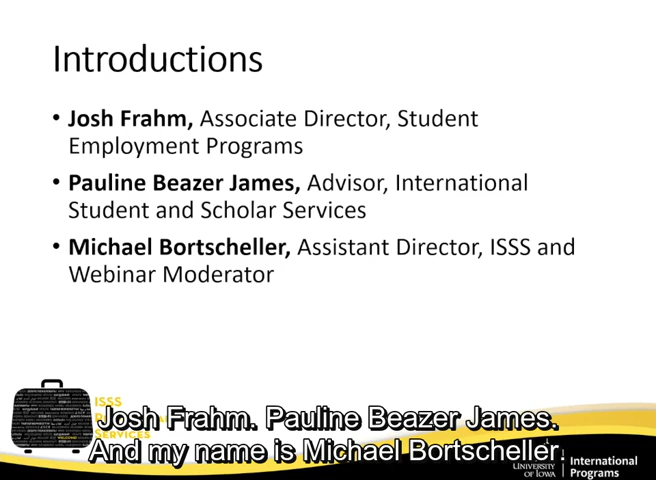 Introductions
• Josh Frahm, Associate Director, Student
Employment Programs
• Pauline Beazer James, Advisor, International
Student and Scholar Services
• Michael Bortscheller, Assistant Director, ISSS and
Webinar Moderator
ISSS
Josh Frahm. Pauline Beazer James.
SERVICES
And my name is Michael Bortscheller.
UNIVERSITY
OF IOWA
International
Programs